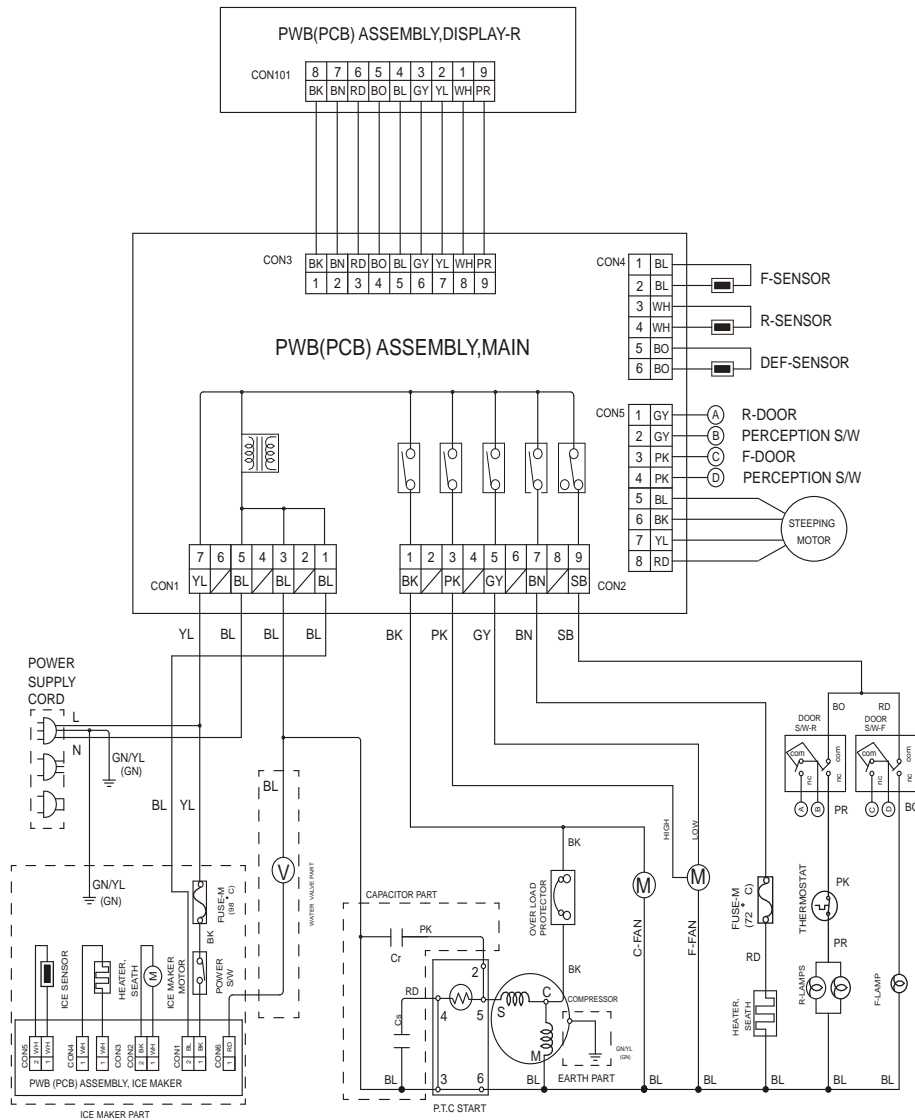 PWB(PCB) ASSEMBLY,DISPLAY-R
CON101
8 7 6 5 4 3 2 1 9
BK BN RD BO BL GY YL WH PR
CON3
BK BN RD BO BL GY YL WH PR
1 2 3 4 5 6 7 8 9
PWB(PCB) ASSEMBLY,MAIN
CON4
1 BL
2 BL
F-SENSOR
3 WH
4 WH
R-SENSOR
5 BO
6 BO
DEF-SENSOR
CON5
1 GY A R-DOOR
2 GY B PERCEPTION S/W
3 PK C F-DOOR
4 PK D PERCEPTION S/W
5 BL
6 BK
7 YL
8 RD
STEEPING
MOTOR
7 6 5 4 3 2 1
CON1 YL BL BL BL
1 2 3 4 5 6 7 8 9
BK PK GY BN SB CON2
YL BL BL BL BK PK GY BN SB
POWER
SUPPLY
CORD
L
N
GN/YL
(GN)
BL YL
GN/YL
(GN)
BL
WATER VALVE PART
V
FUSE-M
(98°C)
BK
POWER
S/W
ICE SENSOR
HEATER,
SEATH
M
ICE MAKER
MOTOR
CON5 2 WH 1 WH
CON4 1 WH
CON3 1 WH
CON2 2 BK 1 WH
CON1 2 BL 1 BK
CON6 1 RD
PWB (PCB) ASSEMBLY, ICE MAKER
ICE MAKER PART
CAPACITOR PART
PK
Cr
RD
Cs
BL
2
4 5
3 6
P.T.C START
BK
OVER LOAD
PROTECTOR
BK
COMPRESSOR
C
S
M
GN/YL
(GN)
EARTH PART
BL
M
C-FAN
BL
HIGH
LOW
M
F-FAN
BL
FUSE-M
(72°C)
RD
HEATER,
SEATH
BL
BO RD
DOOR
S/W-R
DOOR
S/W-F
com com
nc nc
A B
com com
nc nc
C D
PR
BO
THERMOSTAT
PK
PR
R-LAMPS
F-LAMP
BL
BL